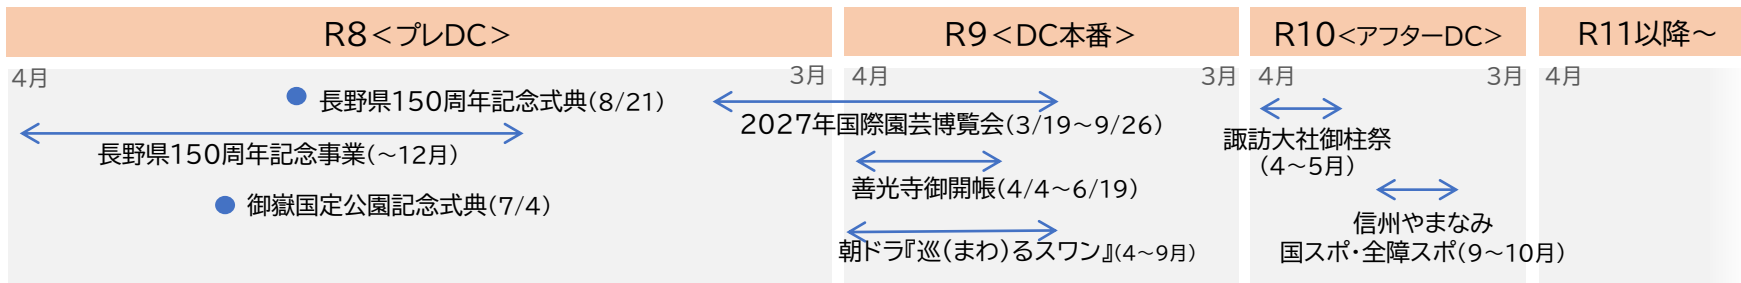 R8<プレDC>
R9<DC本番>
R10<アフターDC>
R11以降～
4月
3月
4月
3月
4月
3月
4月
長野県150周年記念式典(8/21)
長野県150周年記念事業(～12月)
御嶽国定公園記念式典(7/4)
2027年国際園芸博覧会(3/19～9/26)
善光寺御開帳(4/4～6/19)
朝ドラ『巡(まわ)るスワン』(4～9月)
諏訪大社御柱祭
(4～5月)
信州やまなみ
国スポ・全障スポ(9～10月)